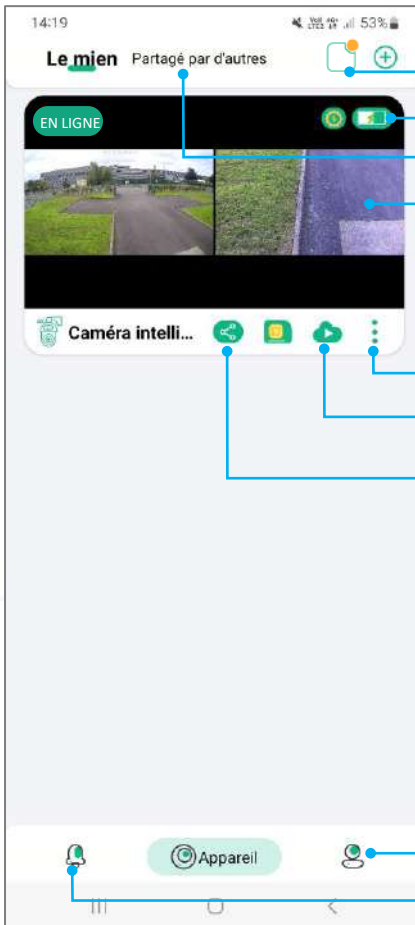 14:19
53%
Le mien Partagé par d'autres
EN LIGNE
Caméra intelli...
Appareil